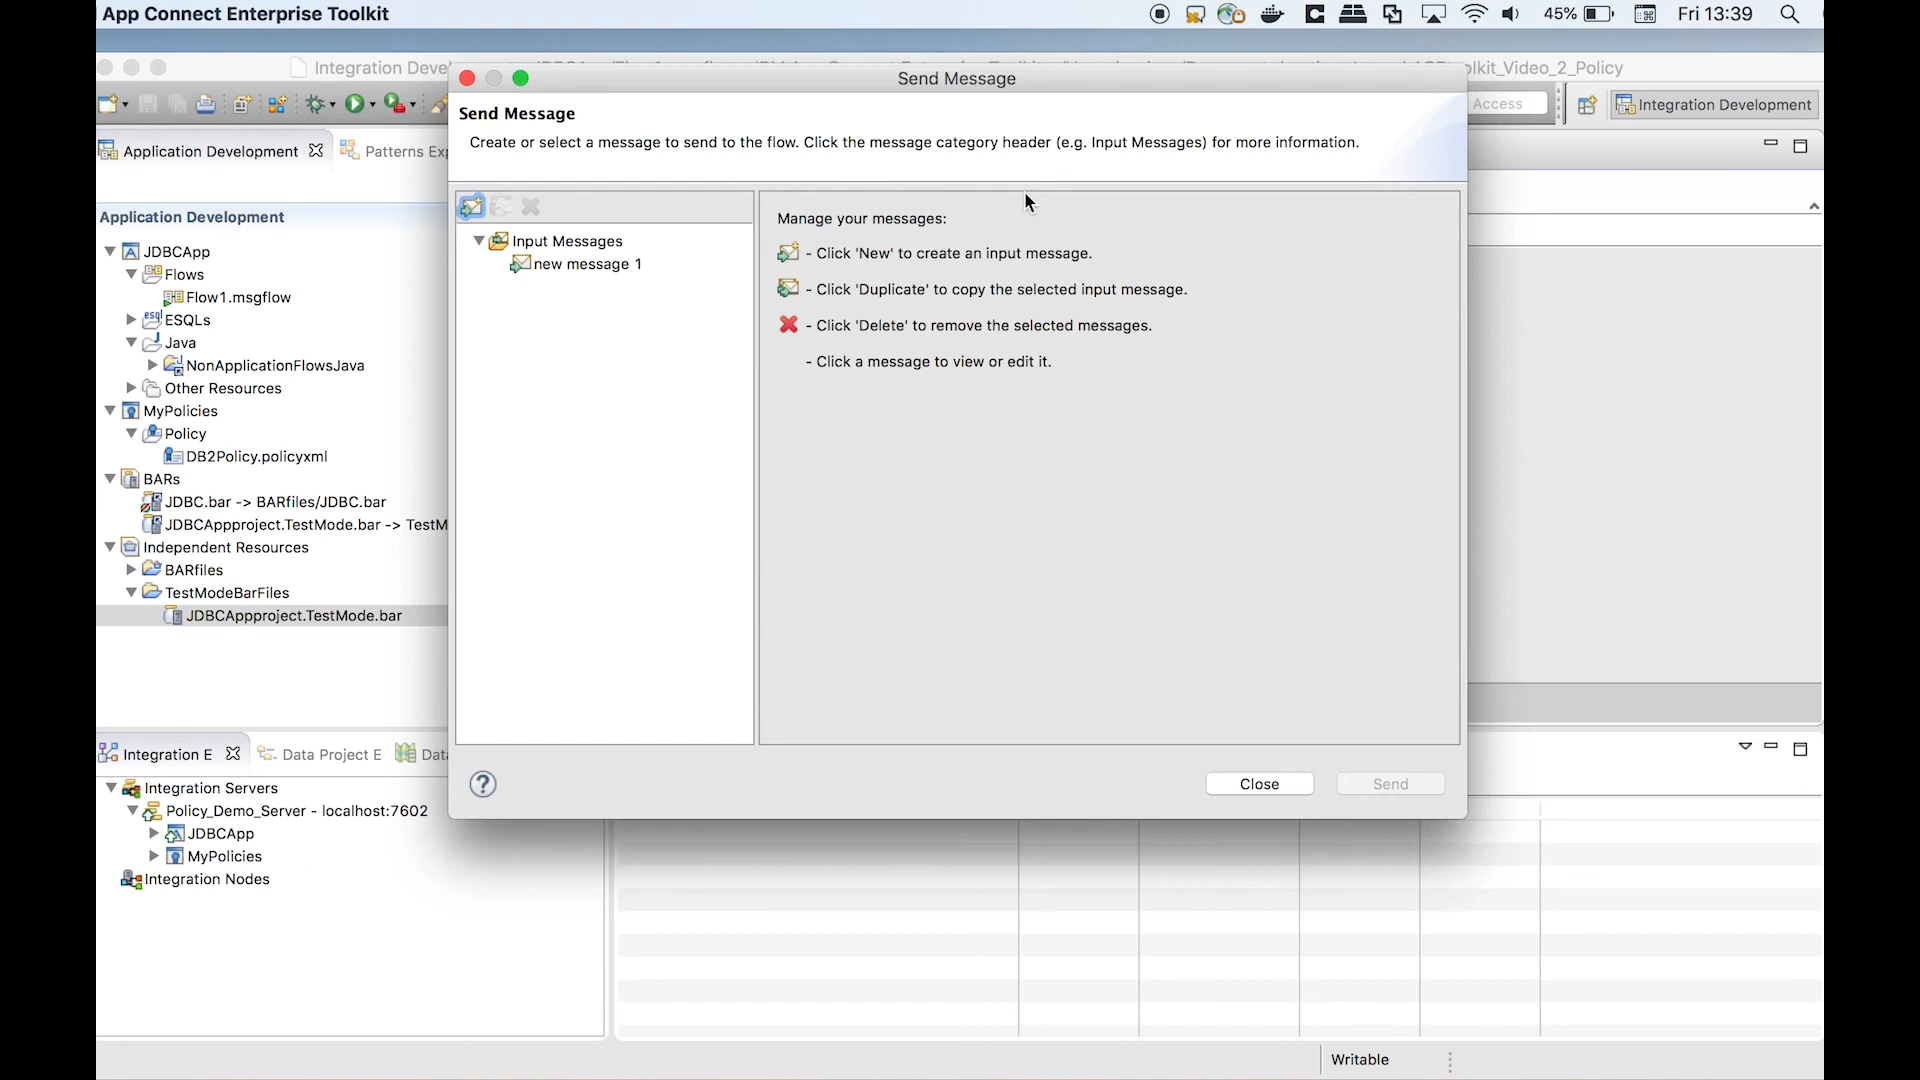 App Connect Enterprise Toolkit
45%
Fri 13:39
Integration Deve
Send Message
olkit_Video_2_Policy
Access
Integration Development
Send Message
Create or select a message to send to the flow. Click the message category header (e.g. Input Messages) for more information.
Application Development
Patterns Exp
Application Development
JDBCApp
Flows
Flow1.msgflow
ESQLs
Java
NonApplicationFlowsJava
Other Resources
MyPolicies
Policy
DB2Policy.policyxml
BARs
JDBC.bar -> BARfiles/JDBC.bar
JDBCAppproject.TestMode.bar -> TestM
Independent Resources
BARfiles
TestModeBarFiles
JDBCAppproject.TestMode.bar
Input Messages
new message 1
Manage your messages:
- Click 'New' to create an input message.
- Click 'Duplicate' to copy the selected input message.
- Click 'Delete' to remove the selected messages.
- Click a message to view or edit it.
Close
Send
Integration E
Data Project E
Data
Integration Servers
Policy_Demo_Server - localhost:7602
JDBCApp
MyPolicies
Integration Nodes
Writable